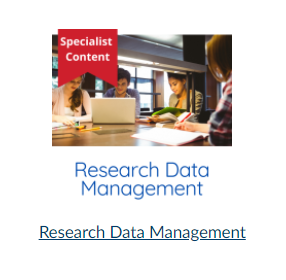 Specialist
Content
Research Data
Management
Research Data Management